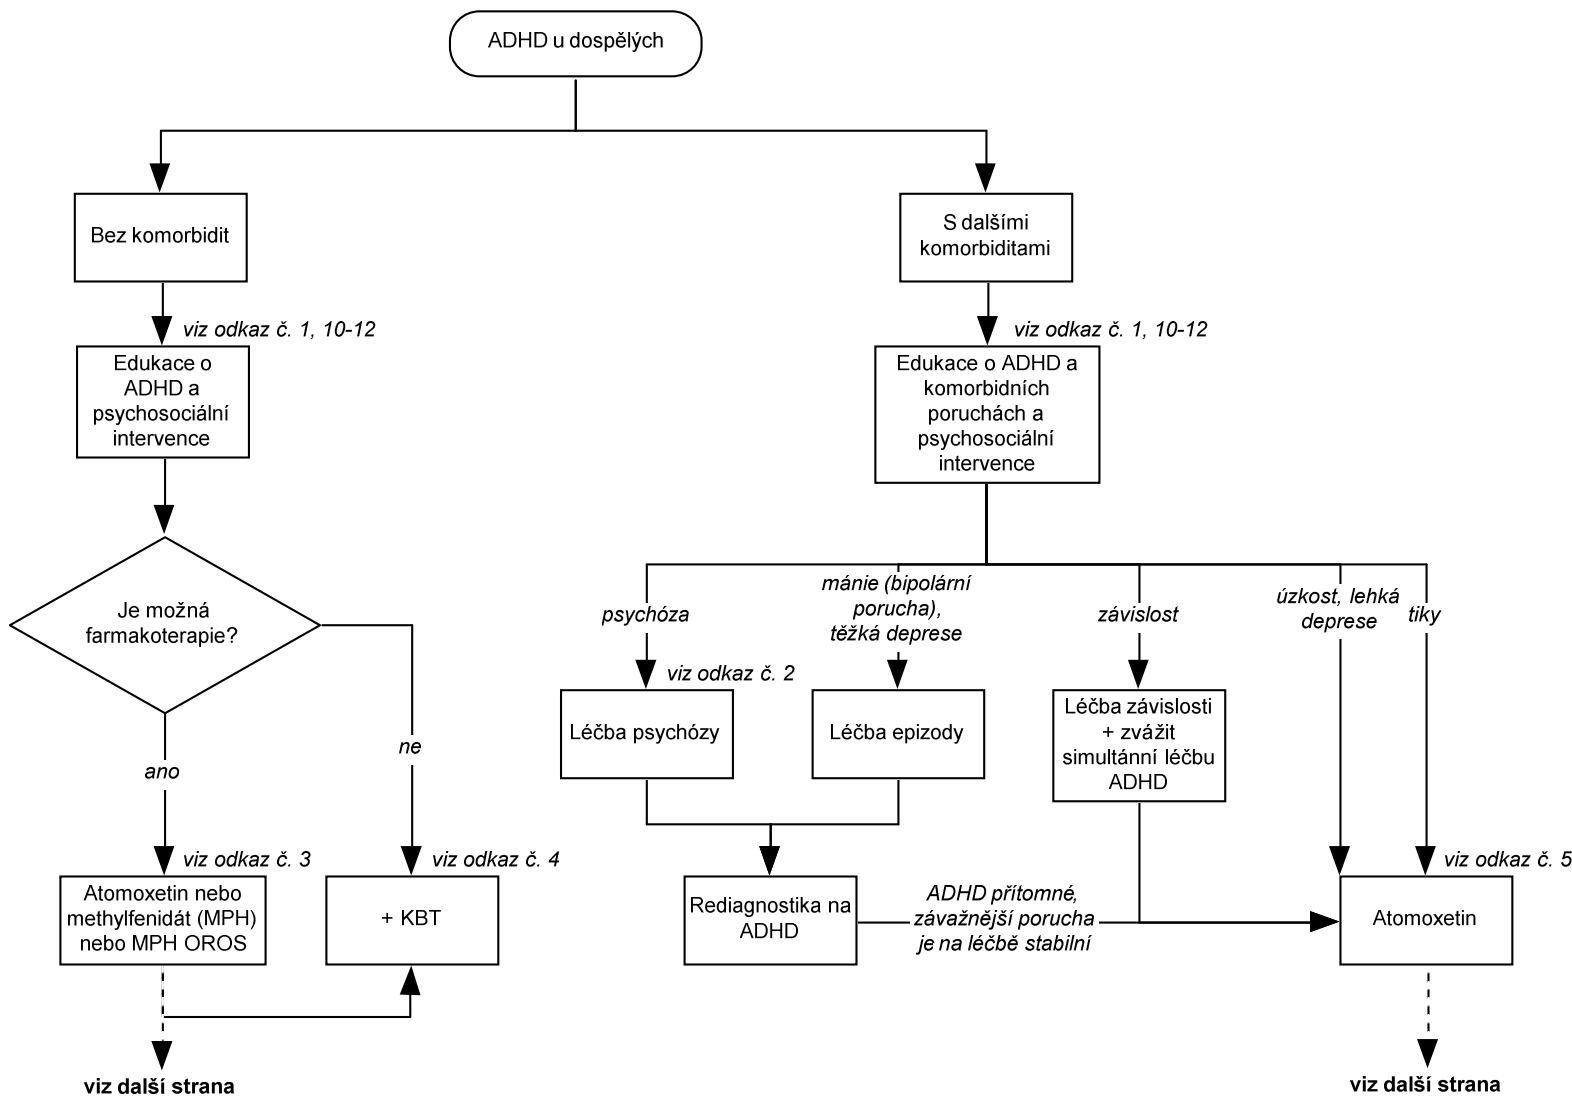 ADHD u dospělých
Bez komorbidit
S dalšími
komorbiditami
viz odkaz č. 1, 10-12
viz odkaz č. 1, 10-12
Edukace o
ADHD a
psychosociální
intervence
Edukace o ADHD a
komorbidních
poruchách a
psychosociální
intervence
Je možná
farmakoterapie?
psychóza
mánie (bipolární
porucha),
těžká deprese
závislost
úzkost, lehká
deprese
tiky
viz odkaz č. 2
Léčba psychózy
Léčba epizody
Léčba závislosti
+ zvážit
simultánní léčbu
ADHD
ano
ne
viz odkaz č. 3
viz odkaz č. 4
viz odkaz č. 5
Atomoxetin nebo
methylfenidát (MPH)
nebo MPH OROS
+ KBT
Rediagnostika na
ADHD
ADHD přítomné,
závažnější porucha
je na léčbě stabilní
Atomoxetin
viz další strana
viz další strana